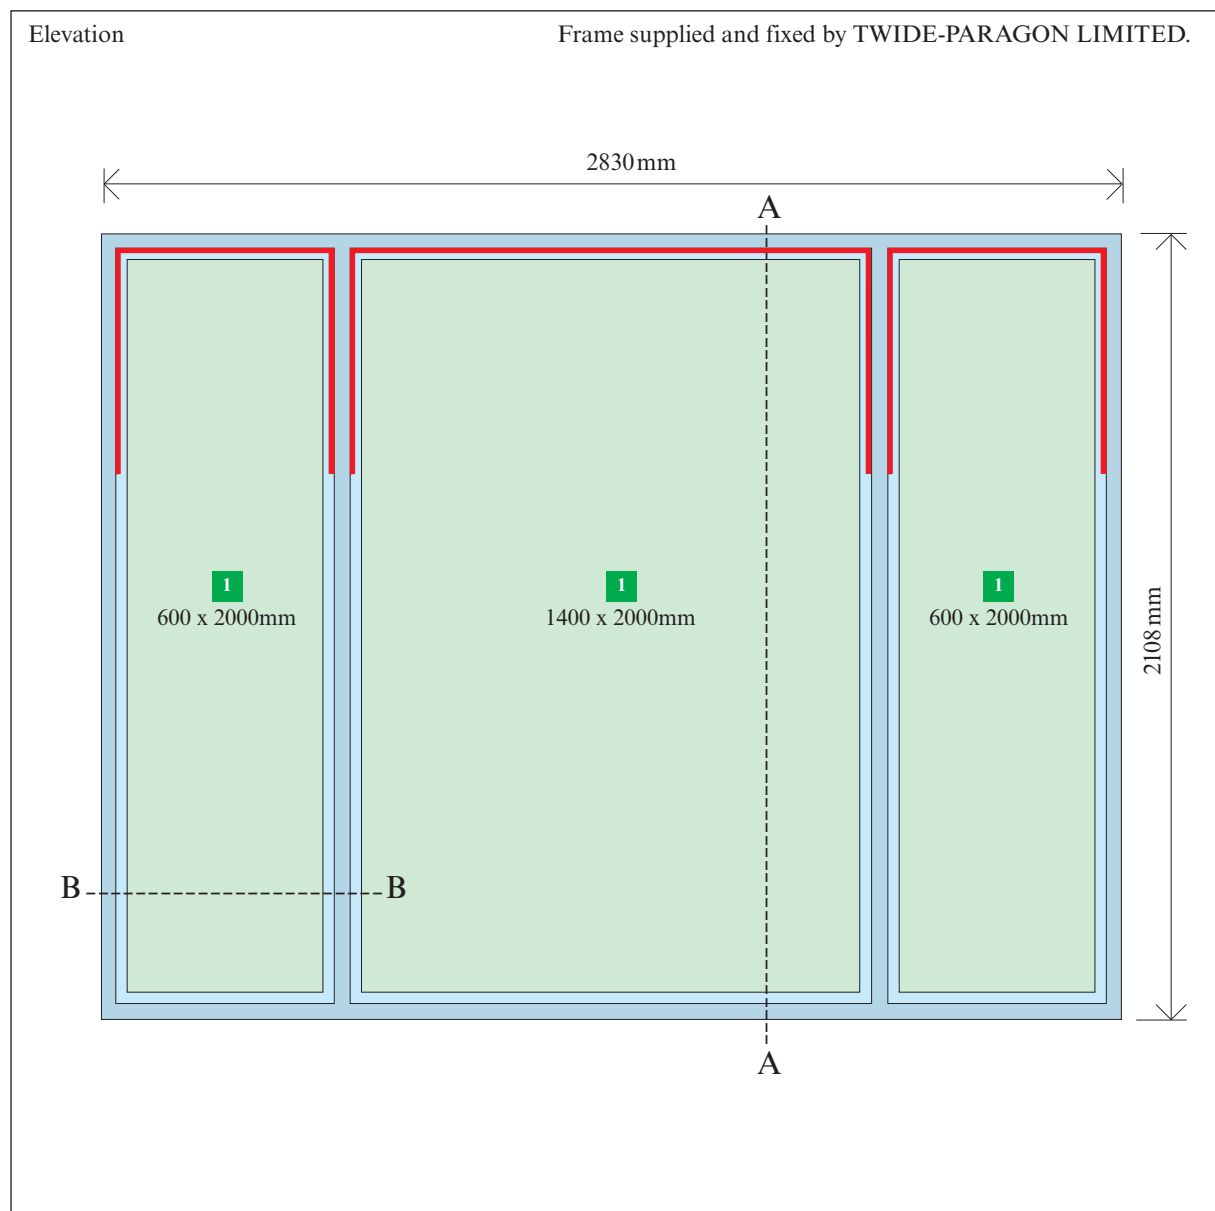 Elevation
Frame supplied and fixed by TWIDE-PARAGON LIMITED.
2830mm
A
1
600 x 2000mm
1
1400 x 2000mm
1
600 x 2000mm
2108mm
B
B
A